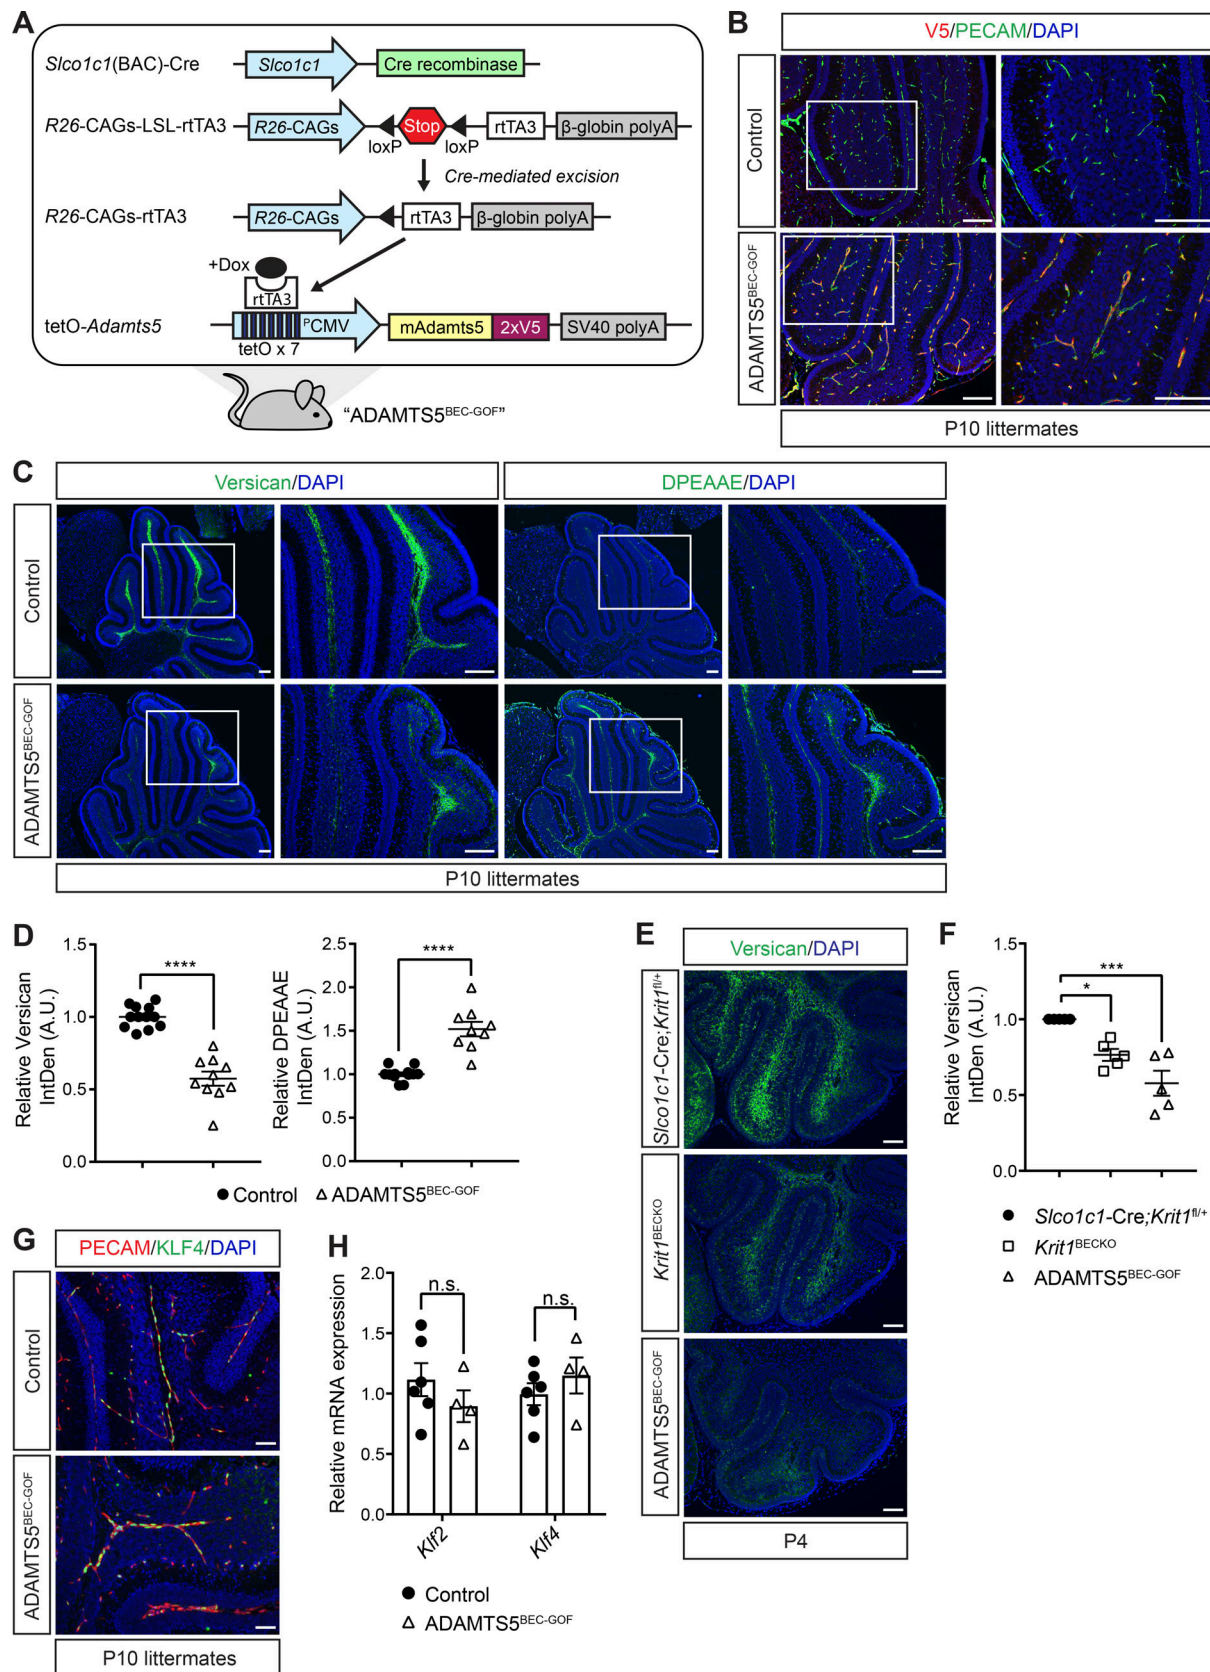 A
Slco1c1(BAC)-Cre
Slco1c1
Cre recombinase
R26-CAGs-LSL-rtTA3
R26-CAGs
Stop
rtTA3
β-globin polyA
loxP
loxP
Cre-mediated excision
R26-CAGs-rtTA3
R26-CAGs
rtTA3
β-globin polyA
+Dox
rtTA3
tetO-Adamts5
PCMV
mAdamts5
2xV5
SV40 polyA
tetO x 7
“ADAMTS5BEC-GOF”
B
V5/PECAM/DAPI
Control
ADAMTS5BEC-GOF
P10 littermates
C
Versican/DAPI
DPEAAE/DAPI
Control
ADAMTS5BEC-GOF
P10 littermates
D
Relative Versican
IntDen (A.U.)
1.5
1.0
0.5
0.0
****
Relative DPEAAE
IntDen (A.U.)
2.5
2.0
1.5
1.0
0.5
0.0
****
Control
ADAMTS5BEC-GOF
E
Versican/DAPI
Slco1c1-Cre;Krit1fl/+
Krit1BECKO
ADAMTS5BEC-GOF
P4
F
Relative Versican
IntDen (A.U.)
1.5
1.0
0.5
0.0
***
*
Slco1c1-Cre;Krit1fl/+
Krit1BECKO
ADAMTS5BEC-GOF
G
PECAM/KLF4/DAPI
Control
ADAMTS5BEC-GOF
P10 littermates
H
Relative mRNA expression
2.0
1.5
1.0
0.5
0.0
n.s.
n.s.
Klf2
Klf4
Control
ADAMTS5BEC-GOF